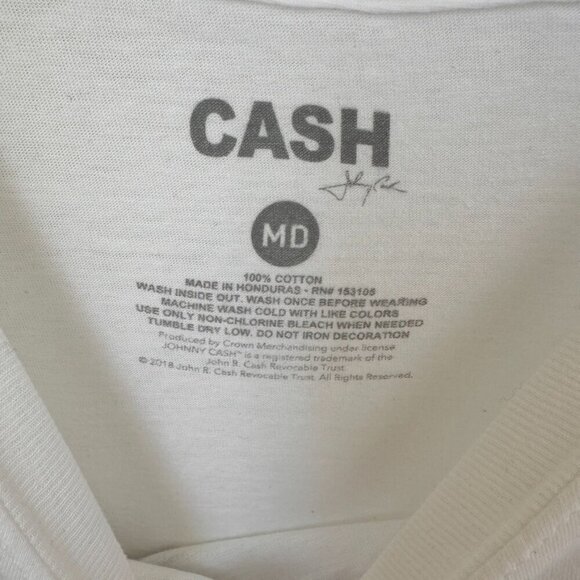 CASH
Johnny Cash
MD
100% COTTON
MADE IN HONDURAS - RN# 153105
WASH INSIDE OUT. WASH ONCE BEFORE WEARING
MACHINE WASH COLD WITH LIKE COLORS
USE ONLY NON-CHLORINE BLEACH WHEN NEEDED
TUMBLE DRY LOW. DO NOT IRON DECORATION
Produced by Crown Merchandising under license
JOHNNY CASH™ is a registered trademark of the
John R. Cash Revocable Trust.
© 2018 John R. Cash Revocable Trust. All Rights Reserved.